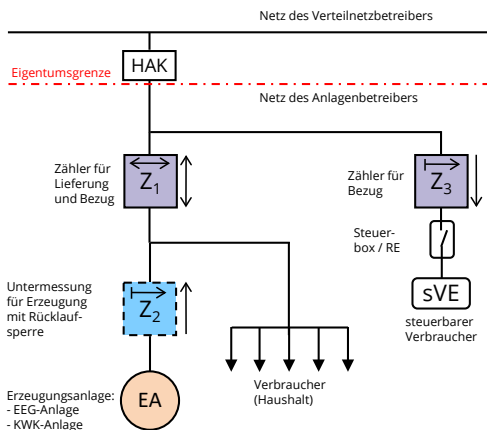 Netz des Verteilnetzbetreibers
HAK
Eigentumsgrenze
Netz des Anlagenbetreibers
Zähler für
Lieferung
und Bezug
Z1
Zähler für
Bezug
Z3
Steuer-
box / RE
sVE
steuerbarer
Verbraucher
Untermessung
für Erzeugung
mit Rücklauf-
sperre
Z2
Verbraucher
(Haushalt)
Erzeugungsanlage:
- EEG-Anlage
- KWK-Anlage
EA